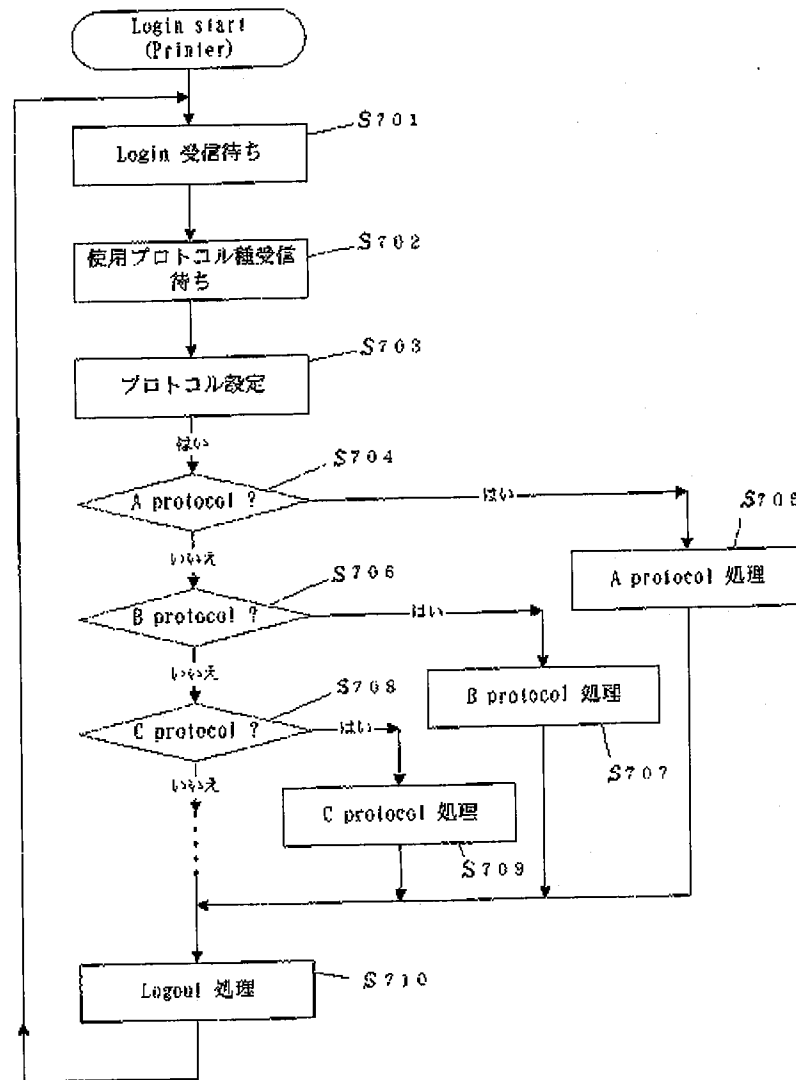 Login start
(Printer)
S701
Login 受信待ち
S702
使用プロトコル種受信
待ち
S703
プロトコル設定
はい
S704
A protocol ?
はい
いいえ
A protocol 処理
S706
B protocol ?
はい
いいえ
B protocol 処理
S707
S708
C protocol ?
はい
いいえ
C protocol 処理
S709
S710
Logout 処理